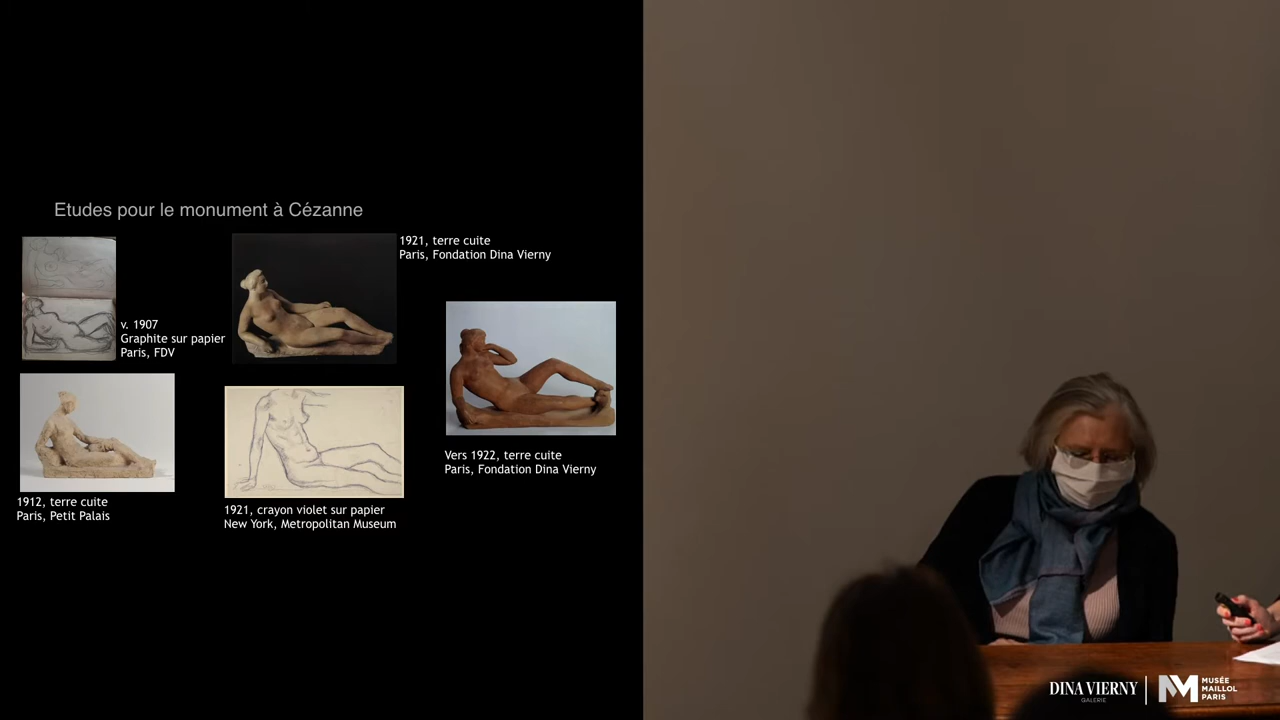 Etudes pour le monument à Cézanne
1921, terre cuite
Paris, Fondation Dina Vierny
v. 1907
Graphite sur papier
Paris, FDV
Vers 1922, terre cuite
Paris, Fondation Dina Vierny
1912, terre cuite
Paris, Petit Palais
1921, crayon violet sur papier
New York, Metropolitan Museum
DINA VIERNY
GALERIE
MUSÉE
MAILLOL
PARIS